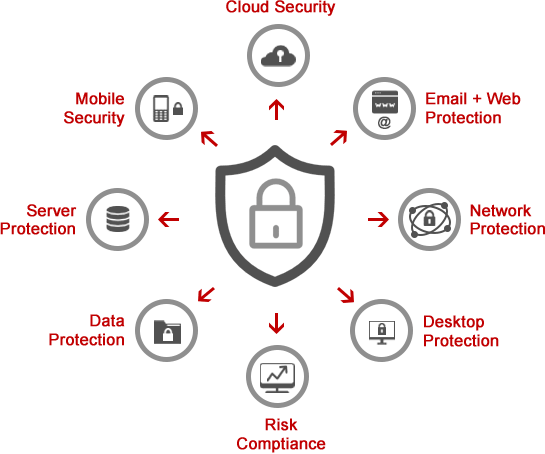 Cloud Security
Mobile
Security
Email + Web
Protection
WWW
@
Server
Protection
Network
Protection
Data
Protection
Desktop
Protection
Risk
Comptiance